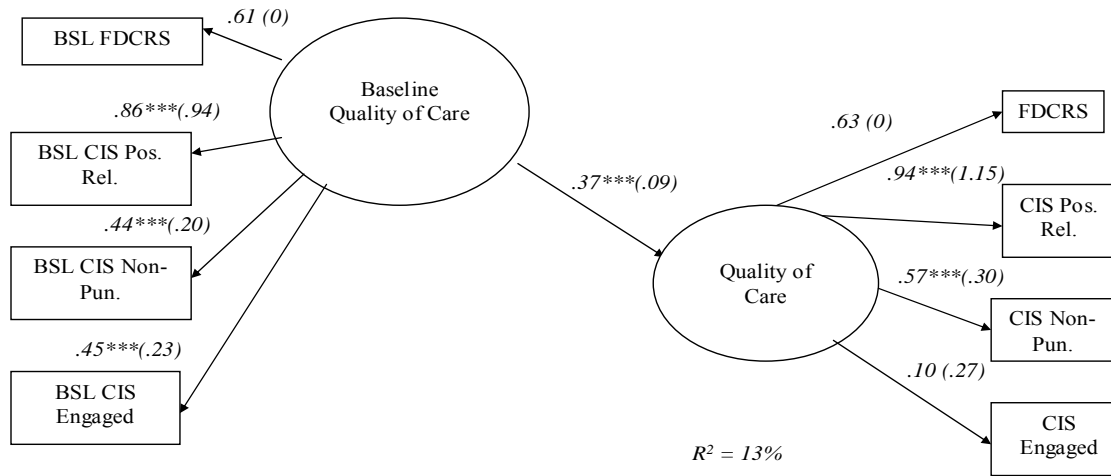 BSL FDCRS
.61 (0)
Baseline
Quality of Care
.86***(.94)
BSL CIS Pos.
Rel.
.44***(.20)
BSL CIS Non-
Pun.
.45***(.23)
BSL CIS
Engaged
.37***(.09)
Quality of
Care
.63 (0)
FDCRS
.94***(1.15)
CIS Pos.
Rel.
.57***(.30)
CIS Non-
Pun.
.10 (.27)
CIS
Engaged
R² = 13%